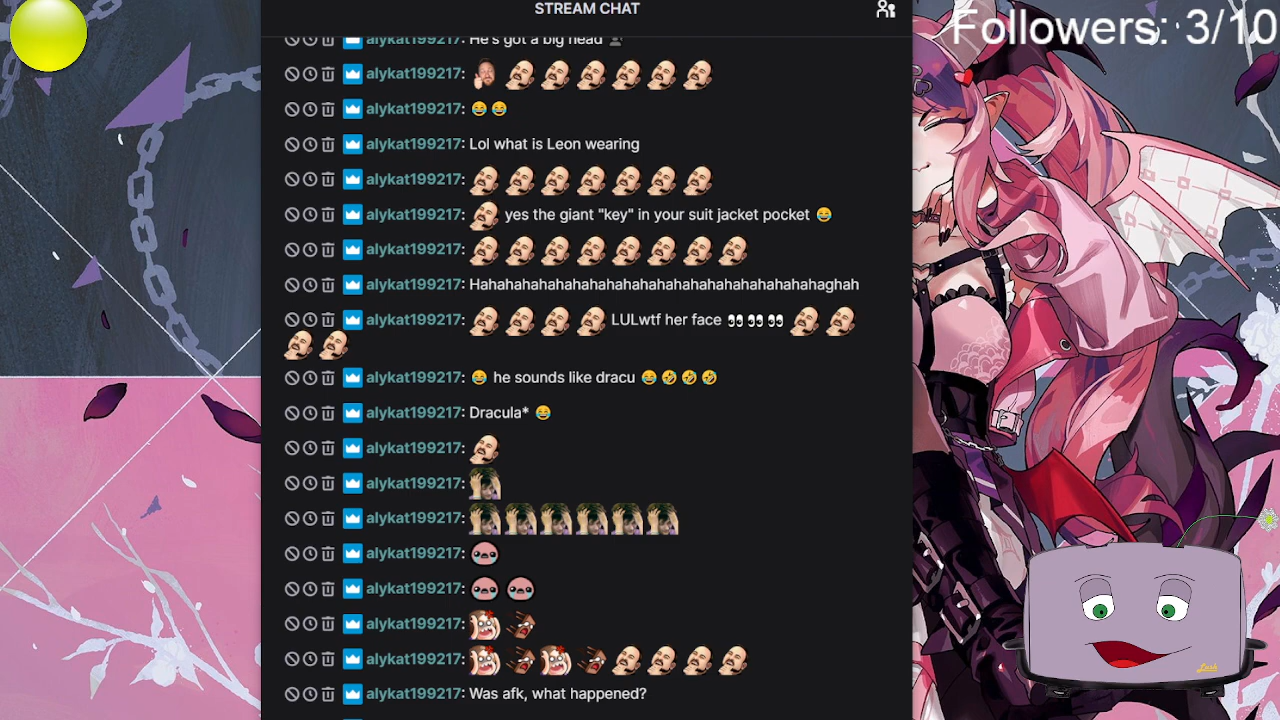 STREAM CHAT
Followers: 3/10
alykat199217: He's got a big head
alykat199217:
alykat199217:
alykat199217: Lol what is Leon wearing
alykat199217:
alykat199217: yes the giant "key" in your suit jacket pocket
alykat199217:
alykat199217: Hahahahahahahahahahahahahahahahahahahahaghah
alykat199217: LULwtf her face
alykat199217: he sounds like dracu
alykat199217: Dracula*
alykat199217:
alykat199217:
alykat199217:
alykat199217:
alykat199217:
alykat199217:
alykat199217:
alykat199217: Was afk, what happened?